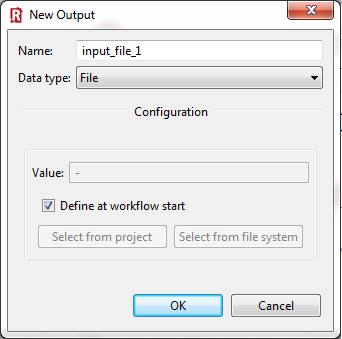 New Output
Name: input_file_1
Data type: File
Configuration
Value: -
Define at workflow start
Select from project Select from file system
OK Cancel